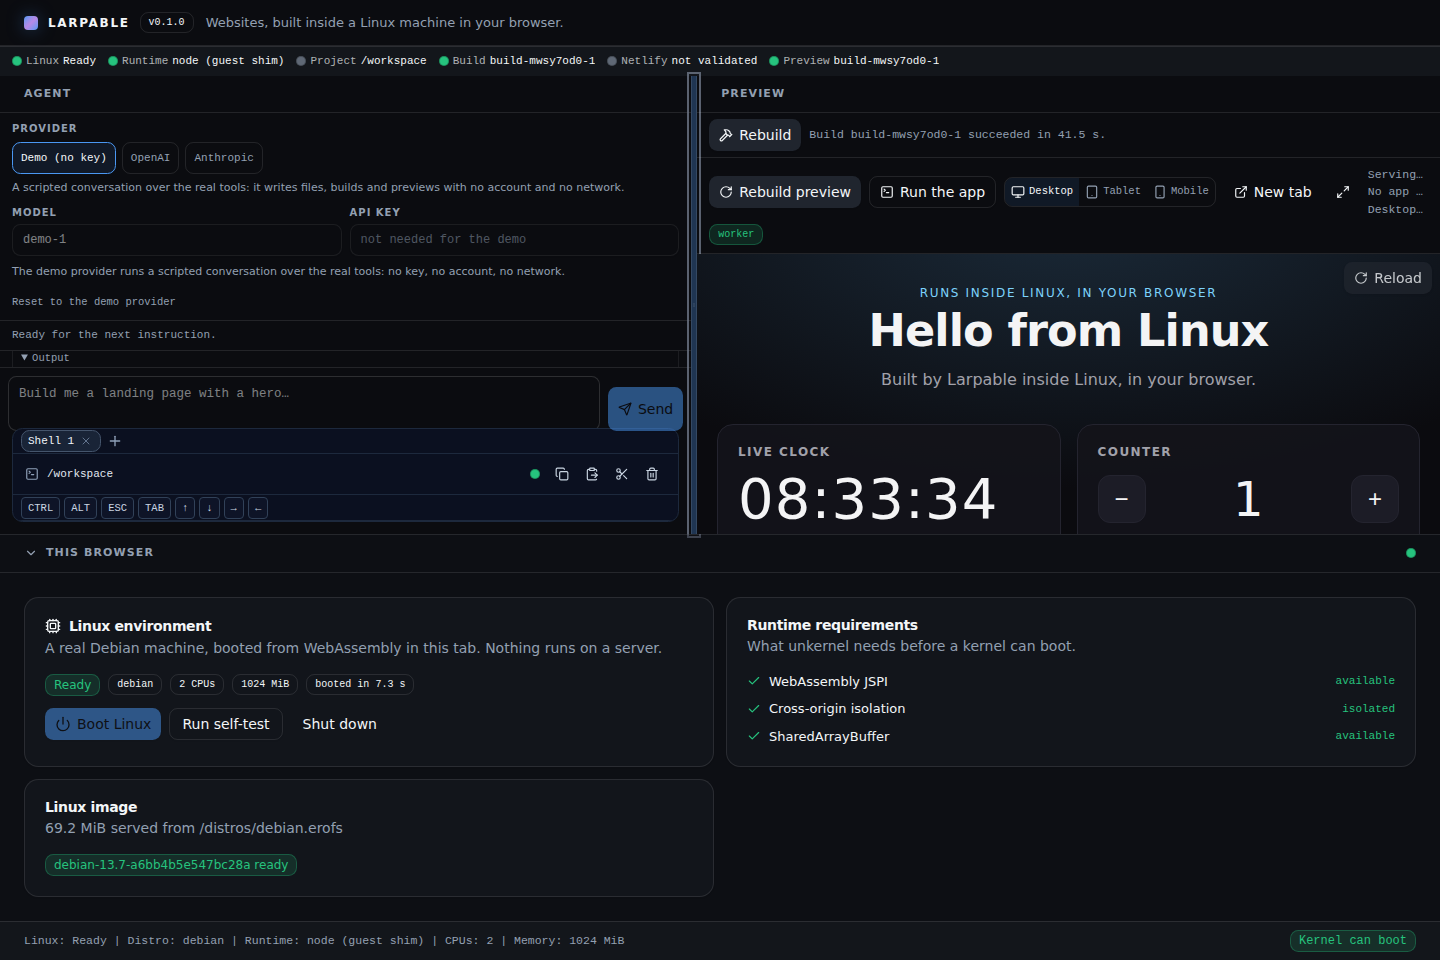 LARPABLE v0.1.0 Websites, built inside a Linux machine in your browser.
Linux Ready Runtime node (guest shim) Project /workspace Build build-mwsy7od0-1 Netlify not validated Preview build-mwsy7od0-1
AGENT
PROVIDER
Demo (no key) OpenAI Anthropic
A scripted conversation over the real tools: it writes files, builds and previews with no account and no network.
MODEL API KEY
demo-1 not needed for the demo
The demo provider runs a scripted conversation over the real tools: no key, no account, no network.
Reset to the demo provider
Ready for the next instruction.
Output
Build me a landing page with a hero…
Send
Shell 1
/workspace
CTRL ALT ESC TAB ↑ ↓ → ←
PREVIEW
Rebuild Build build-mwsy7od0-1 succeeded in 41.5 s.
Rebuild preview Run the app Desktop Tablet Mobile New tab
Serving…
No app …
Desktop…
worker
Reload
RUNS INSIDE LINUX, IN YOUR BROWSER
Hello from Linux
Built by Larpable inside Linux, in your browser.
LIVE CLOCK
08:33:34
COUNTER
− 1 +
THIS BROWSER
Linux environment
A real Debian machine, booted from WebAssembly in this tab. Nothing runs on a server.
Ready debian 2 CPUs 1024 MiB booted in 7.3 s
Boot Linux Run self-test Shut down
Runtime requirements
What unkernel needs before a kernel can boot.
WebAssembly JSPI available
Cross-origin isolation isolated
SharedArrayBuffer available
Linux image
69.2 MiB served from /distros/debian.erofs
debian-13.7-a6bb4b5e547bc28a ready
Linux: Ready | Distro: debian | Runtime: node (guest shim) | CPUs: 2 | Memory: 1024 MiB
Kernel can boot